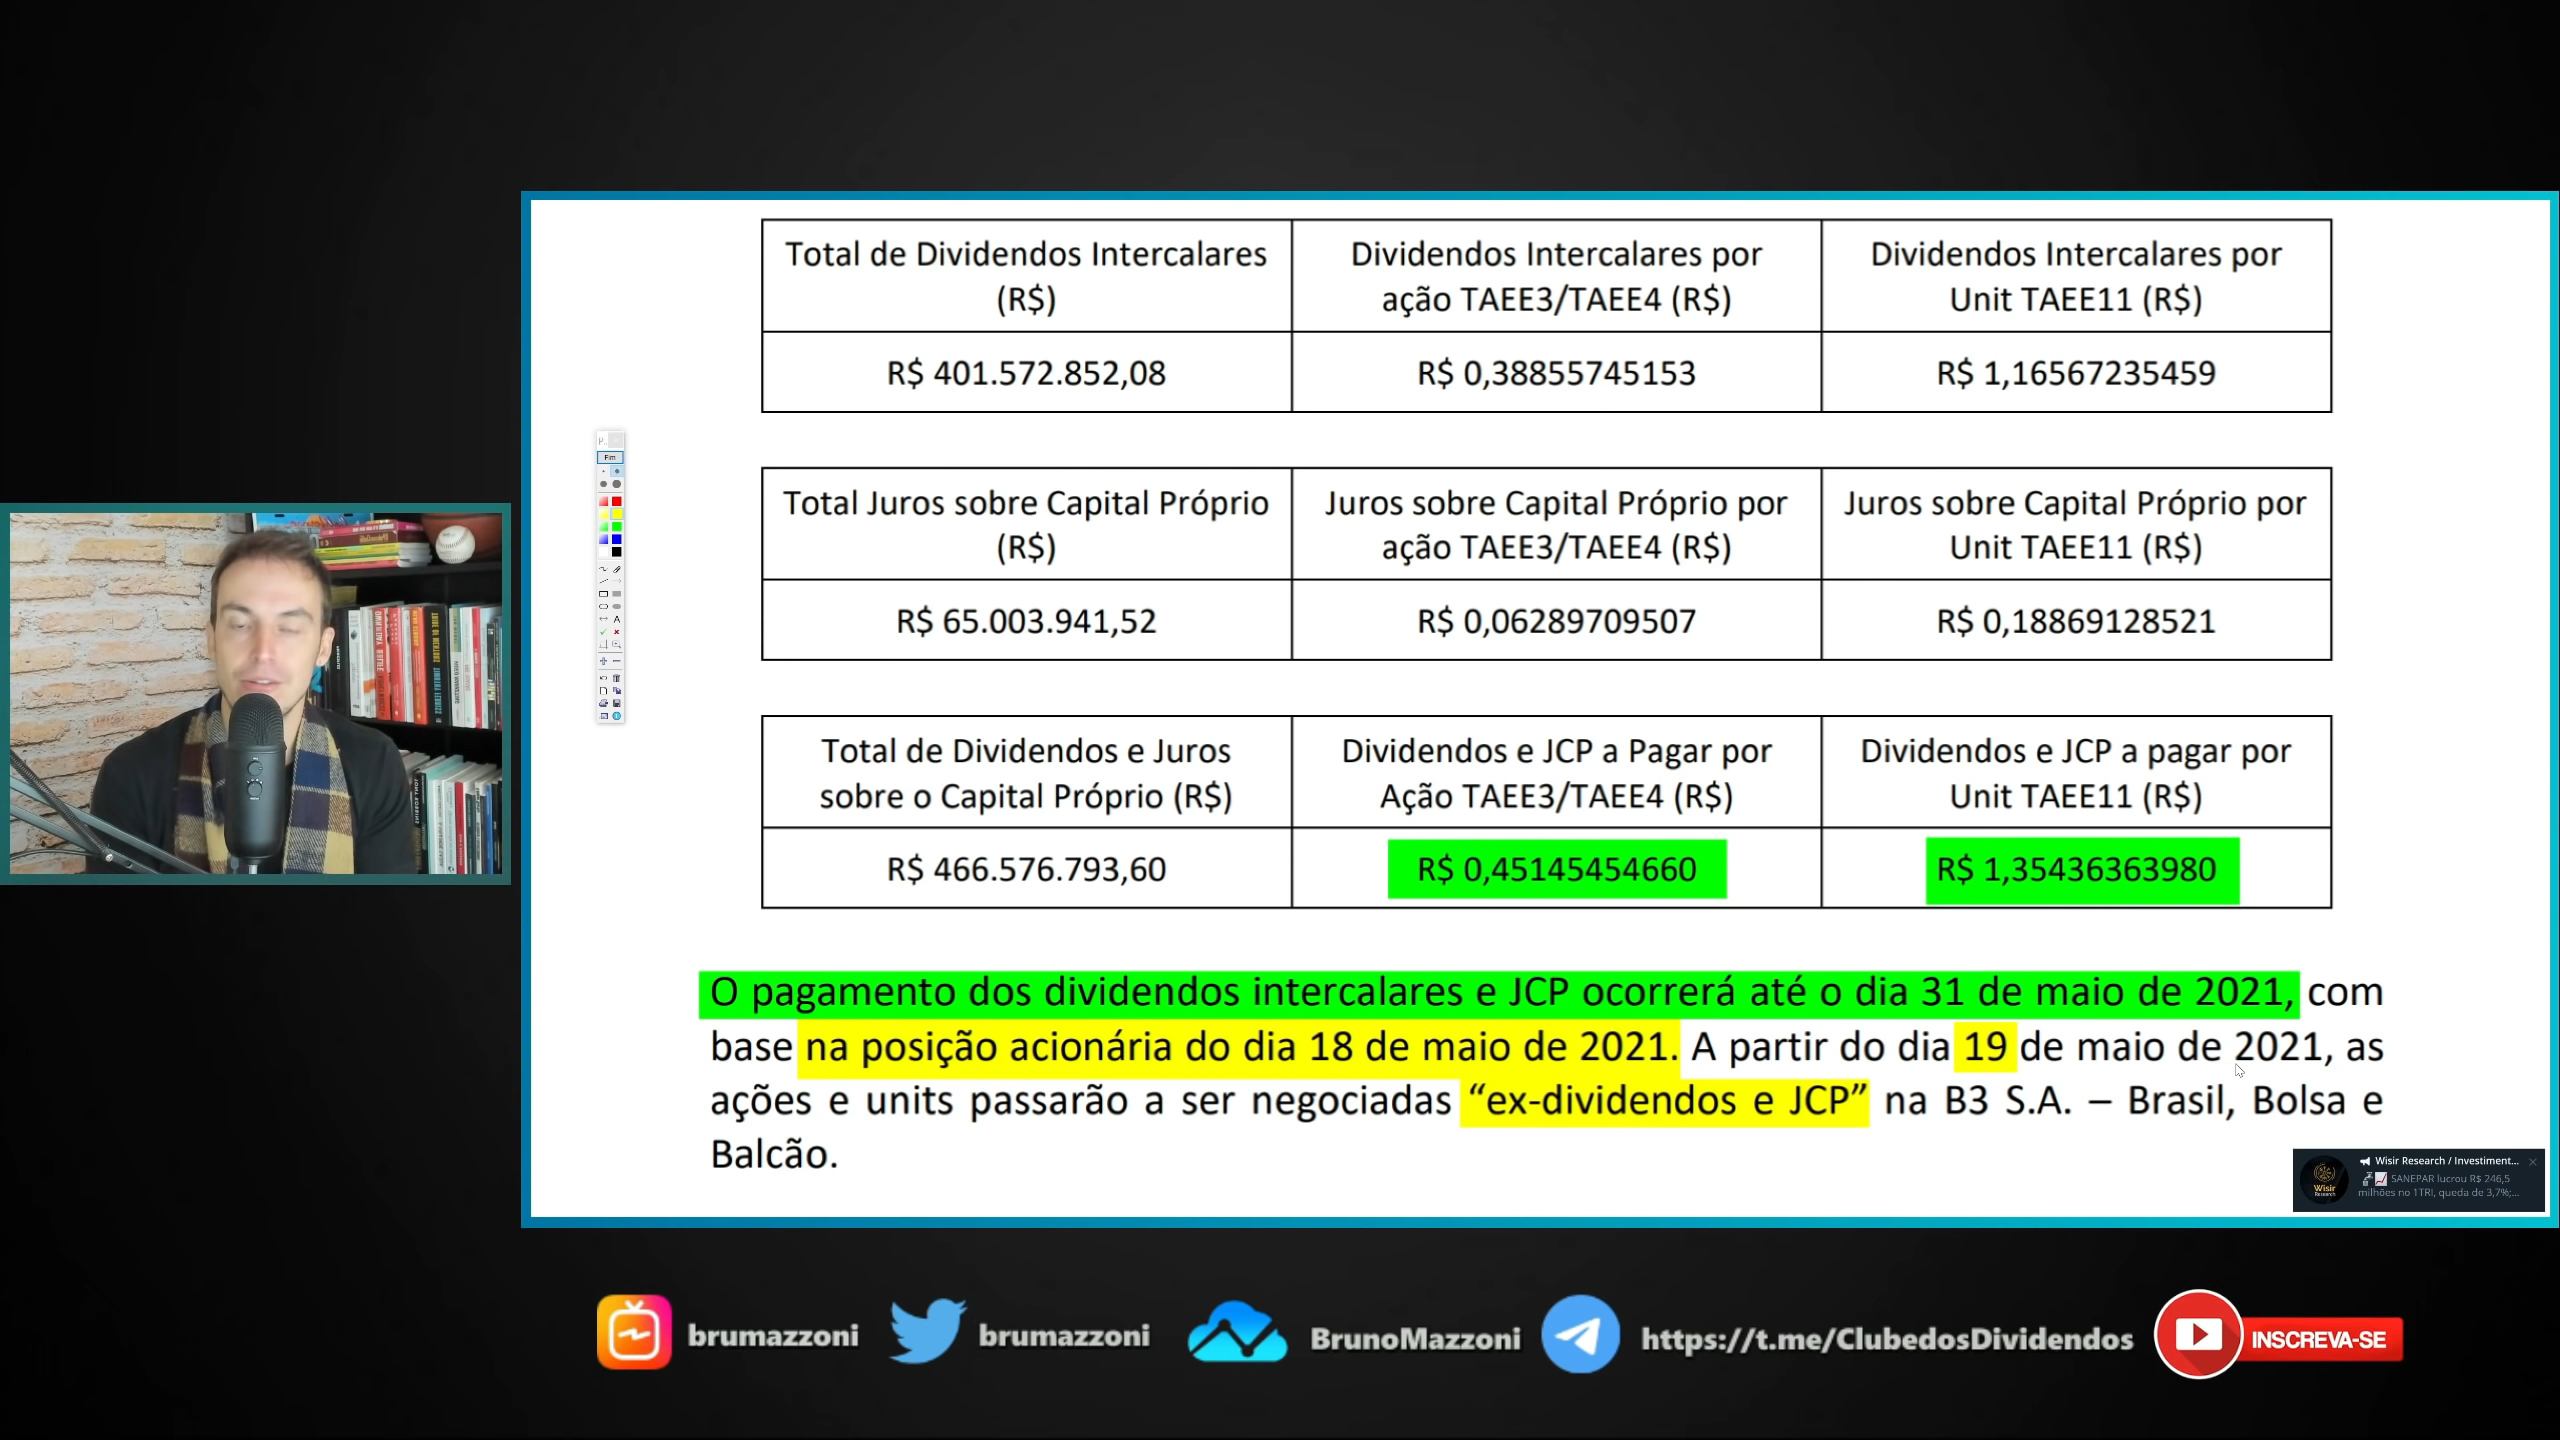 Total de Dividendos Intercalares
(R$)
Dividendos Intercalares por
ação TAEE3/TAEE4 (R$)
Dividendos Intercalares por
Unit TAEE11 (R$)
R$ 401.572.852,08
R$ 0,38855745153
R$ 1,16567235459
Total Juros sobre Capital Próprio
(R$)
Juros sobre Capital Próprio por
ação TAEE3/TAEE4 (R$)
Juros sobre Capital Próprio por
Unit TAEE11 (R$)
R$ 65.003.941,52
R$ 0,06289709507
R$ 0,18869128521
Total de Dividendos e Juros
sobre o Capital Próprio (R$)
Dividendos e JCP a Pagar por
Ação TAEE3/TAEE4 (R$)
Dividendos e JCP a pagar por
Unit TAEE11 (R$)
R$ 466.576.793,60
R$ 0,45145454660
R$ 1,35436363980
O pagamento dos dividendos intercalares e JCP ocorrerá até o dia 31 de maio de 2021, com
base na posição acionária do dia 18 de maio de 2021. A partir do dia 19 de maio de 2021, as
ações e units passarão a ser negociadas “ex-dividendos e JCP” na B3 S.A. – Brasil, Bolsa e
Balcão.
Fim
A
Wisir
Research
Wisir Research / Investiment...
SANEPAR lucrou R$ 246,5
milhões no 1TRI, queda de 3,7%;...
brumazzoni
brumazzoni
BrunoMazzoni
https://t.me/ClubedosDividendos
INSCREVA-SE